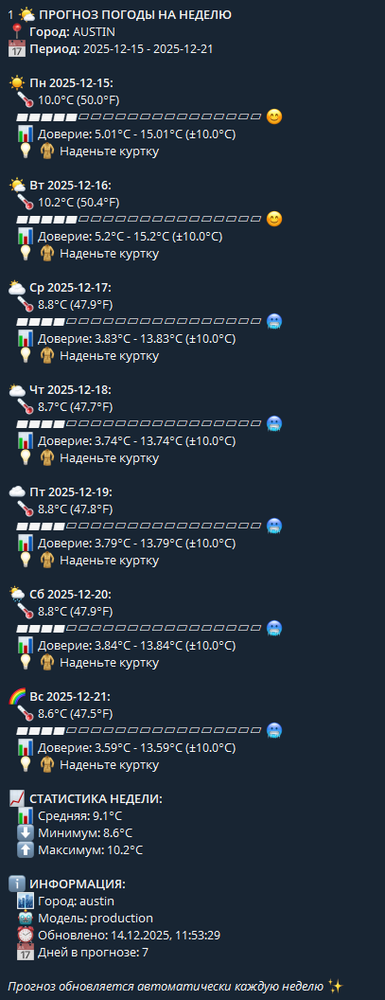 1 ПРОГНОЗ ПОГОДЫ НА НЕДЕЛЮ
Город: AUSTIN
Период: 2025-12-15 - 2025-12-21
Пн 2025-12-15:
10.0°C (50.0°F)
Доверие: 5.01°C - 15.01°C (±10.0°C)
Наденьте куртку
Вт 2025-12-16:
10.2°C (50.4°F)
Доверие: 5.2°C - 15.2°C (±10.0°C)
Наденьте куртку
Ср 2025-12-17:
8.8°C (47.9°F)
Доверие: 3.83°C - 13.83°C (±10.0°C)
Наденьте куртку
Чт 2025-12-18:
8.7°C (47.7°F)
Доверие: 3.74°C - 13.74°C (±10.0°C)
Наденьте куртку
Пт 2025-12-19:
8.8°C (47.8°F)
Доверие: 3.79°C - 13.79°C (±10.0°C)
Наденьте куртку
Сб 2025-12-20:
8.8°C (47.9°F)
Доверие: 3.84°C - 13.84°C (±10.0°C)
Наденьте куртку
Вс 2025-12-21:
8.6°C (47.5°F)
Доверие: 3.59°C - 13.59°C (±10.0°C)
Наденьте куртку
СТАТИСТИКА НЕДЕЛИ:
Средняя: 9.1°C
Минимум: 8.6°C
Максимум: 10.2°C
ИНФОРМАЦИЯ:
Город: austin
Модель: production
Обновлено: 14.12.2025, 11:53:29
Дней в прогнозе: 7
Прогноз обновляется автоматически каждую неделю